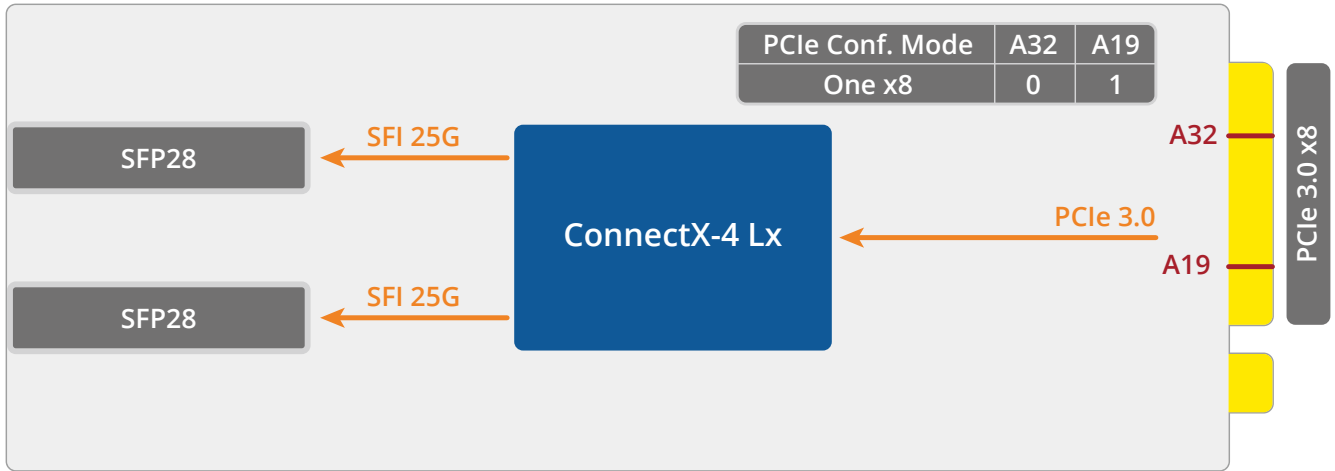 PCIe Conf. Mode A32 A19
One x8 0 1
SFP28
SFI 25G
SFP28
SFI 25G
ConnectX-4 Lx
PCIe 3.0
A32
A19
PCIe 3.0 x8